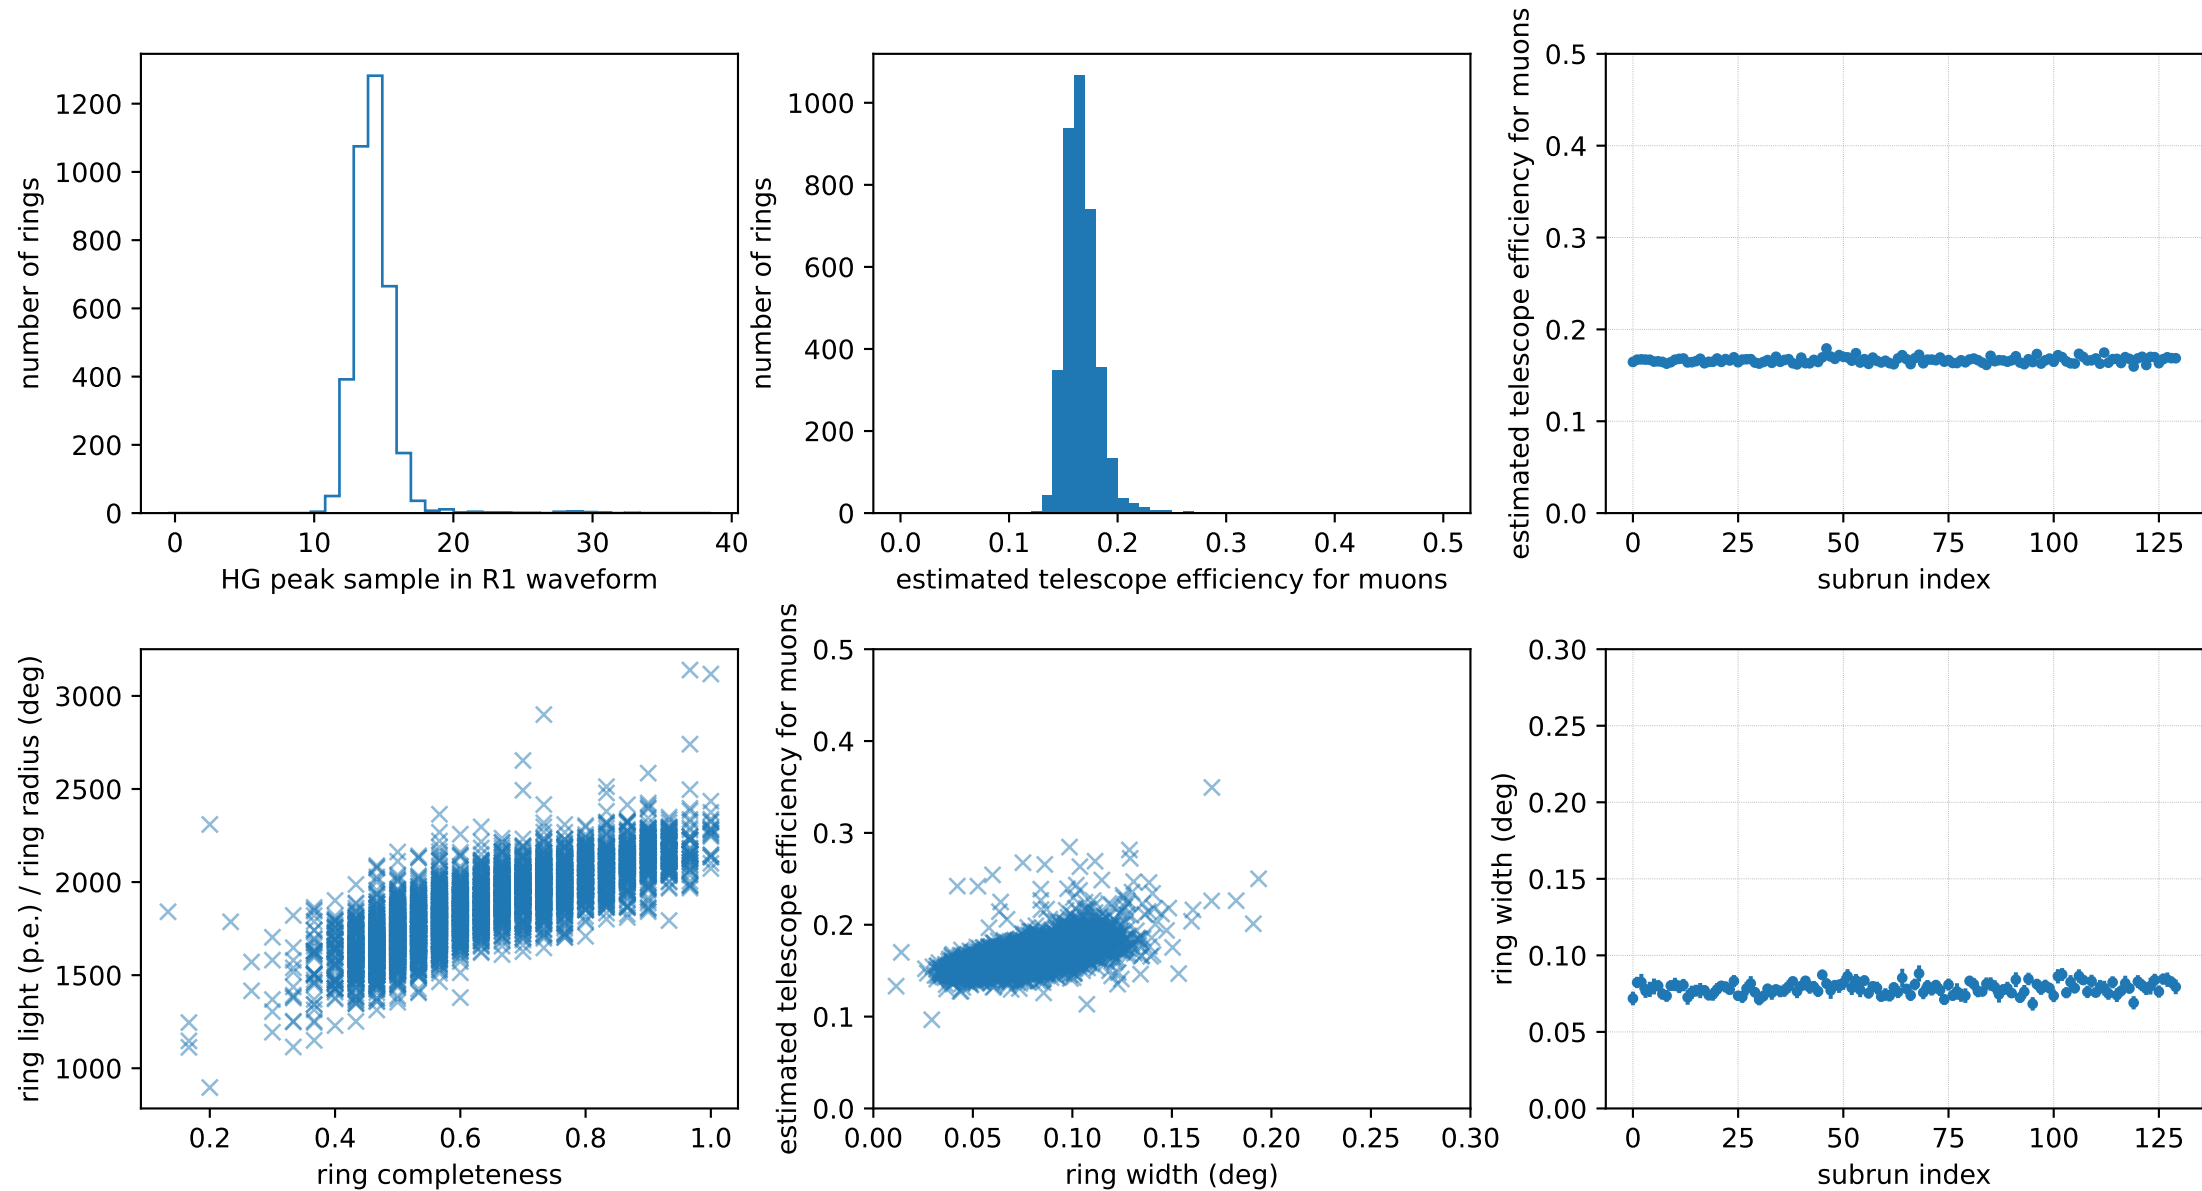 1200
1000
800
600
400
200
0
number of rings
0 10 20 30 40
HG peak sample in R1 waveform
1000
800
600
400
200
0
number of rings
0.0 0.1 0.2 0.3 0.4 0.5
estimated telescope efficiency for muons
0.5
0.4
0.3
0.2
0.1
0.0
estimated telescope efficiency for muons
0 25 50 75 100 125
subrun index
3000
2500
2000
1500
1000
ring light (p.e.) / ring radius (deg)
0.2 0.4 0.6 0.8 1.0
ring completeness
0.5
0.4
0.3
0.2
0.1
0.0
estimated telescope efficiency for muons
0.00 0.05 0.10 0.15 0.20 0.25 0.30
ring width (deg)
0.30
0.25
0.20
0.15
0.10
0.05
0.00
ring width (deg)
0 25 50 75 100 125
subrun index